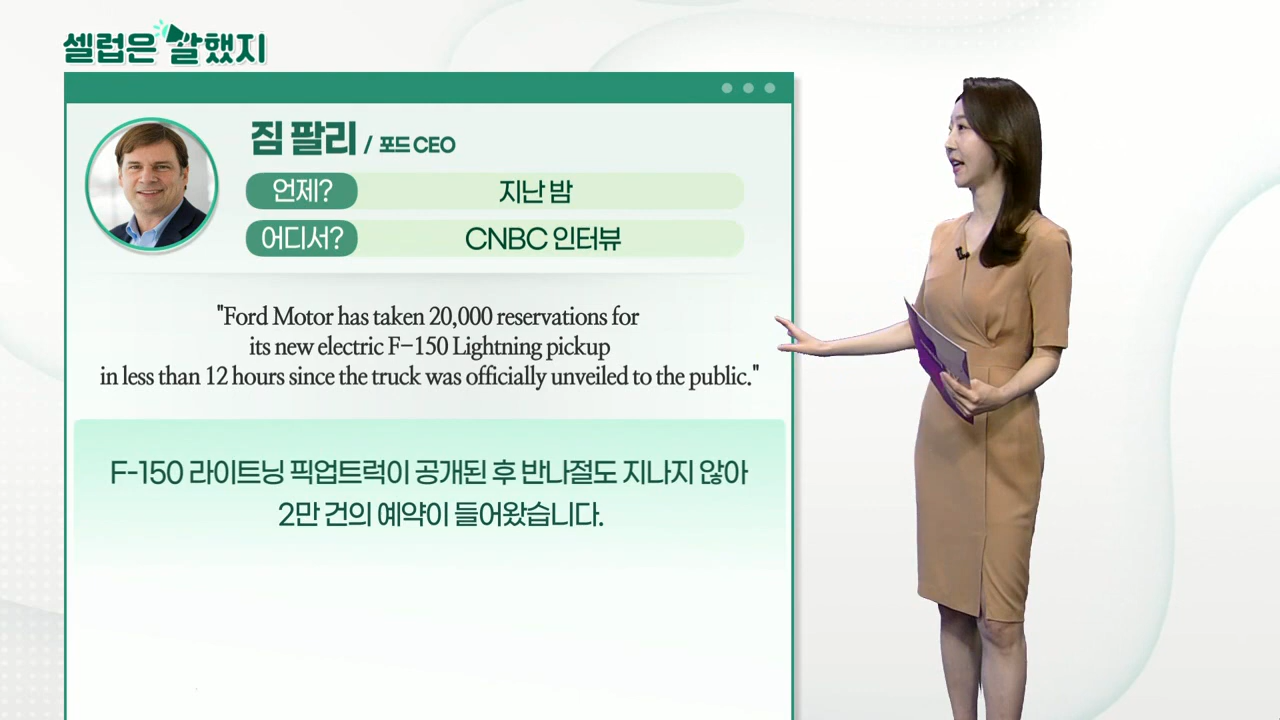 셀럽은 말했지
짐 팔리 / 포드 CEO
언제? 지난 밤
어디서? CNBC 인터뷰
"Ford Motor has taken 20,000 reservations for
its new electric F-150 Lightning pickup
in less than 12 hours since the truck was officially unveiled to the public."
F-150 라이트닝 픽업트럭이 공개된 후 반나절도 지나지 않아
2만 건의 예약이 들어왔습니다.